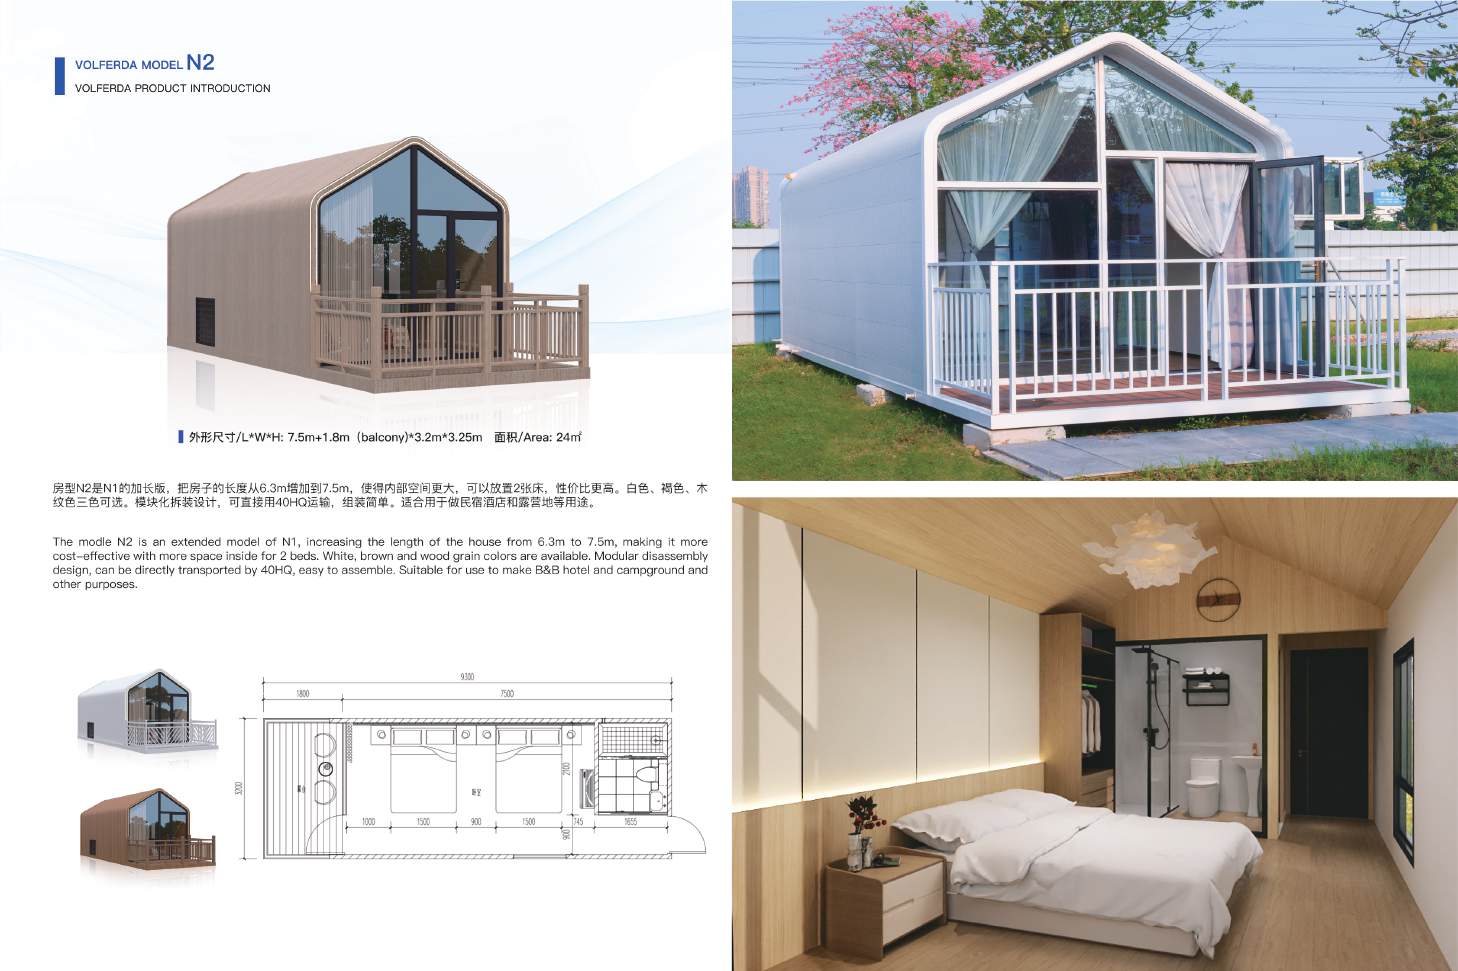 VOLFERDA MODEL N2
VOLFERDA PRODUCT INTRODUCTION
外形尺寸/L*W*H: 7.5m+1.8m（balcony)*3.2m*3.25m 面积/Area: 24㎡
房型N2是N1的加长版，把房子的长度从6.3m增加到7.5m，使得内部空间更大，可以放置2张床，性价比更高。白色、褐色、木
纹色三色可选。模块化拆装设计，可直接用40HQ运输，组装简单。适合用于做民宿酒店和露营地等用途。
The modle N2 is an extended model of N1, increasing the length of the house from 6.3m to 7.5m, making it more
cost-effective with more space inside for 2 beds. White, brown and wood grain colors are available. Modular disassembly
design, can be directly transported by 40HQ, easy to assemble. Suitable for use to make B&B hotel and campground and
other purposes.
9300
1800 7500
3200
2100
1000 1500 900 1500 745 1655
900